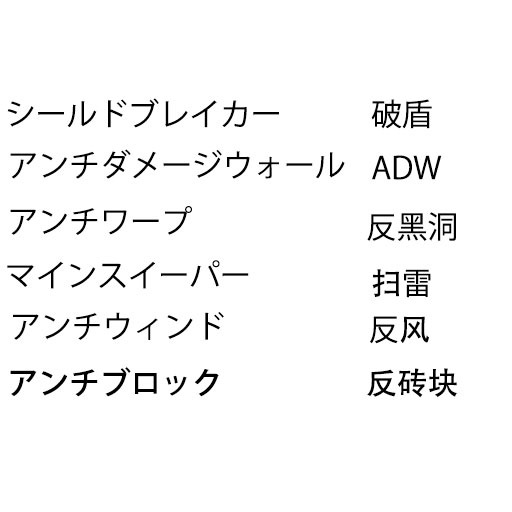 シールドブレイカー 破盾
アンチダメージウォール ADW
アンチワープ 反黑洞
マインスイーパー 扫雷
アンチウィンド 反风
アンチブロック 反砖块